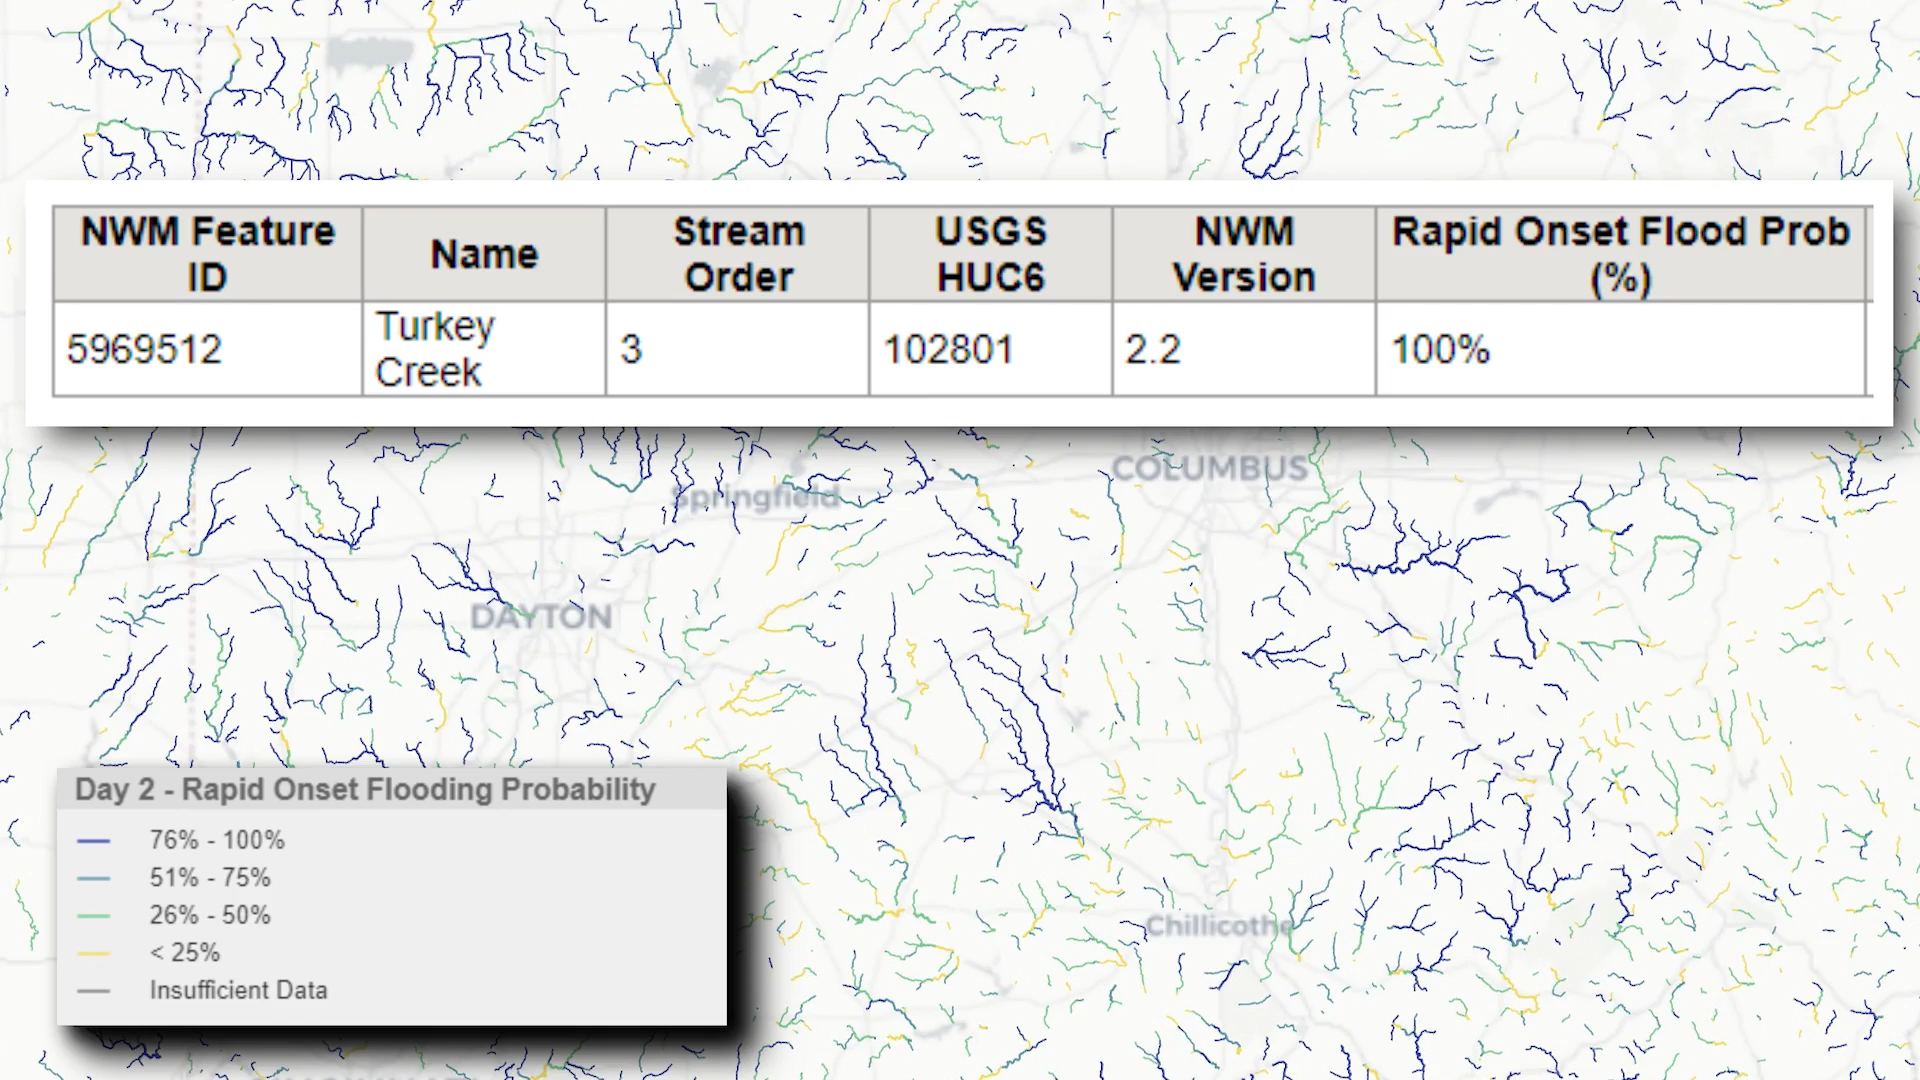 NWM Feature ID
Name
Stream Order
USGS HUC6
NWM Version
Rapid Onset Flood Prob (%)
5969512
Turkey Creek
3
102801
2.2
100%
COLUMBUS
Springfield
DAYTON
Day 2 - Rapid Onset Flooding Probability
76% - 100%
51% - 75%
26% - 50%
< 25%
Insufficient Data
Chillicothe